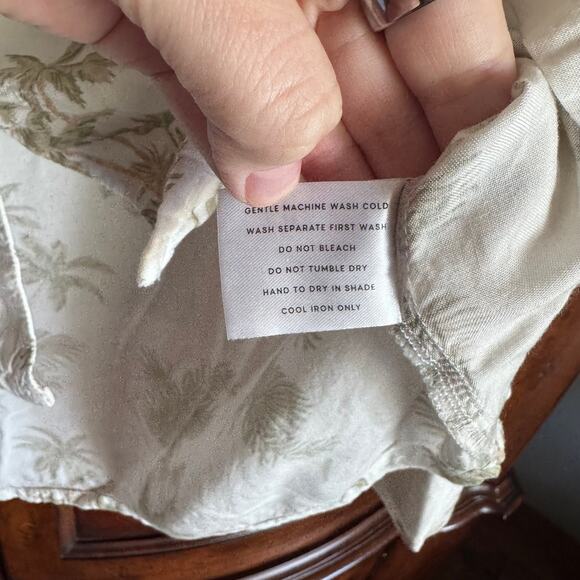 GENTLE MACHINE WASH COLD
WASH SEPARATE FIRST WASH
DO NOT BLEACH
DO NOT TUMBLE DRY
HAND TO DRY IN SHADE
COOL IRON ONLY